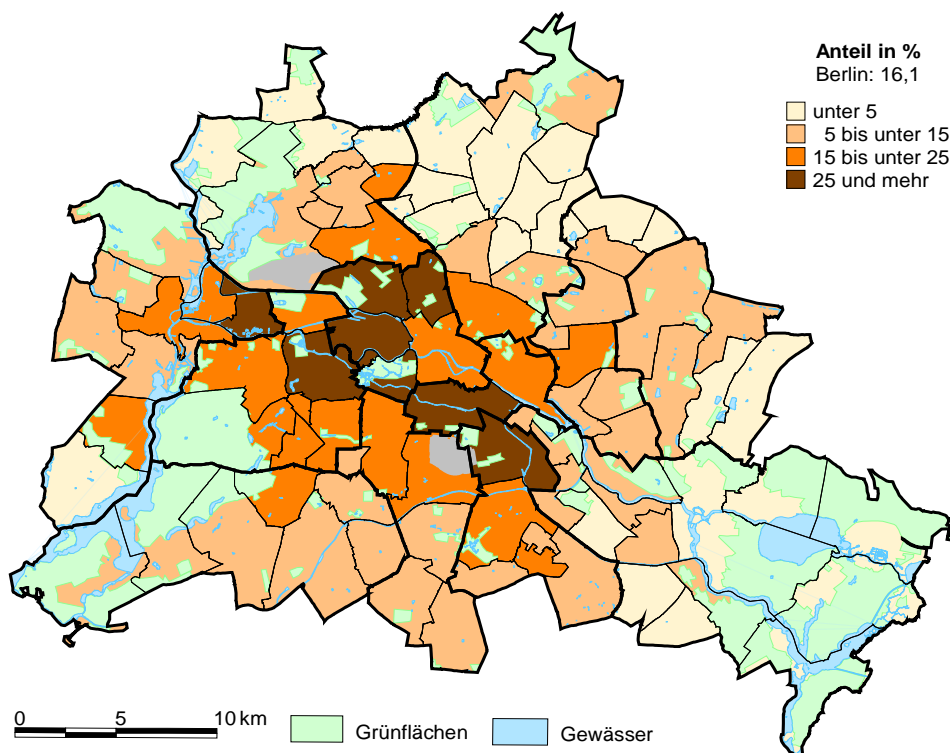 Anteil in %
Berlin: 16,1
unter 5
5 bis unter 15
15 bis unter 25
25 und mehr
0 5 10 km
Grünflächen
Gewässer